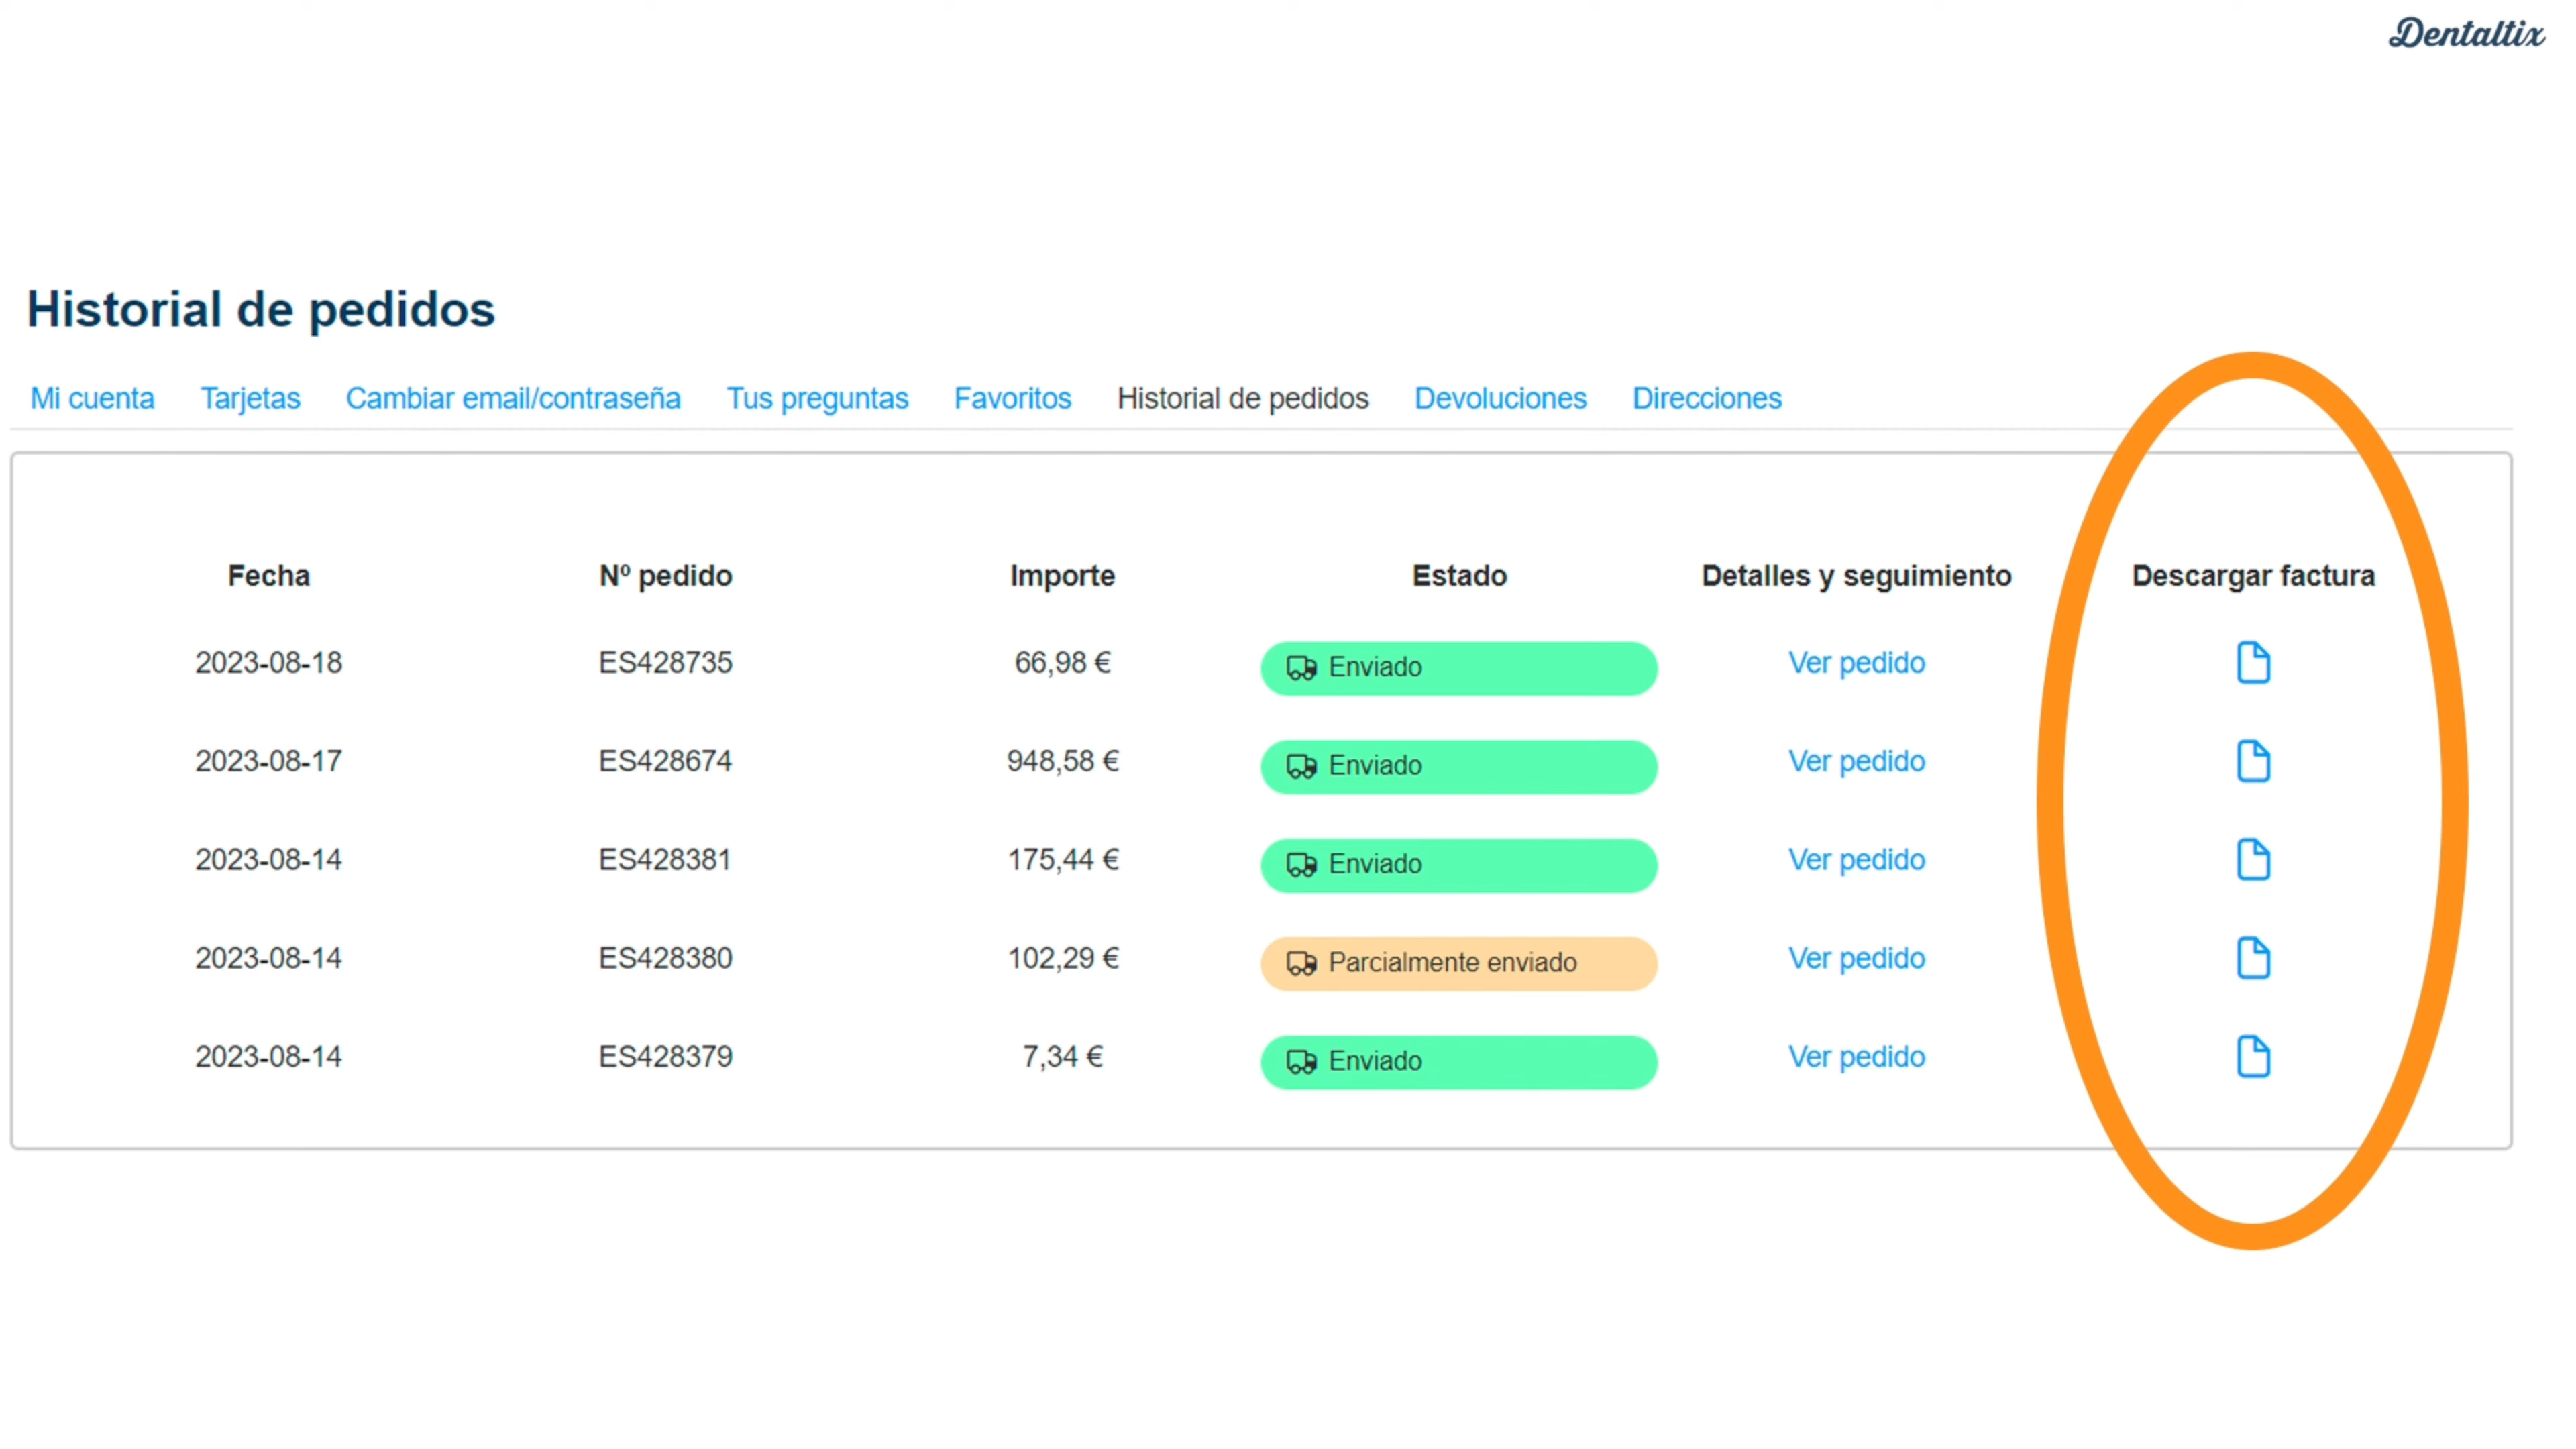 Dentaltix
Historial de pedidos
Mi cuenta Tarjetas Cambiar email/contraseña Tus preguntas Favoritos Historial de pedidos Devoluciones Direcciones
Fecha Nº pedido Importe Estado Detalles y seguimiento Descargar factura
2023-08-18 ES428735 66,98 € Enviado Ver pedido
2023-08-17 ES428674 948,58 € Enviado Ver pedido
2023-08-14 ES428381 175,44 € Enviado Ver pedido
2023-08-14 ES428380 102,29 € Parcialmente enviado Ver pedido
2023-08-14 ES428379 7,34 € Enviado Ver pedido